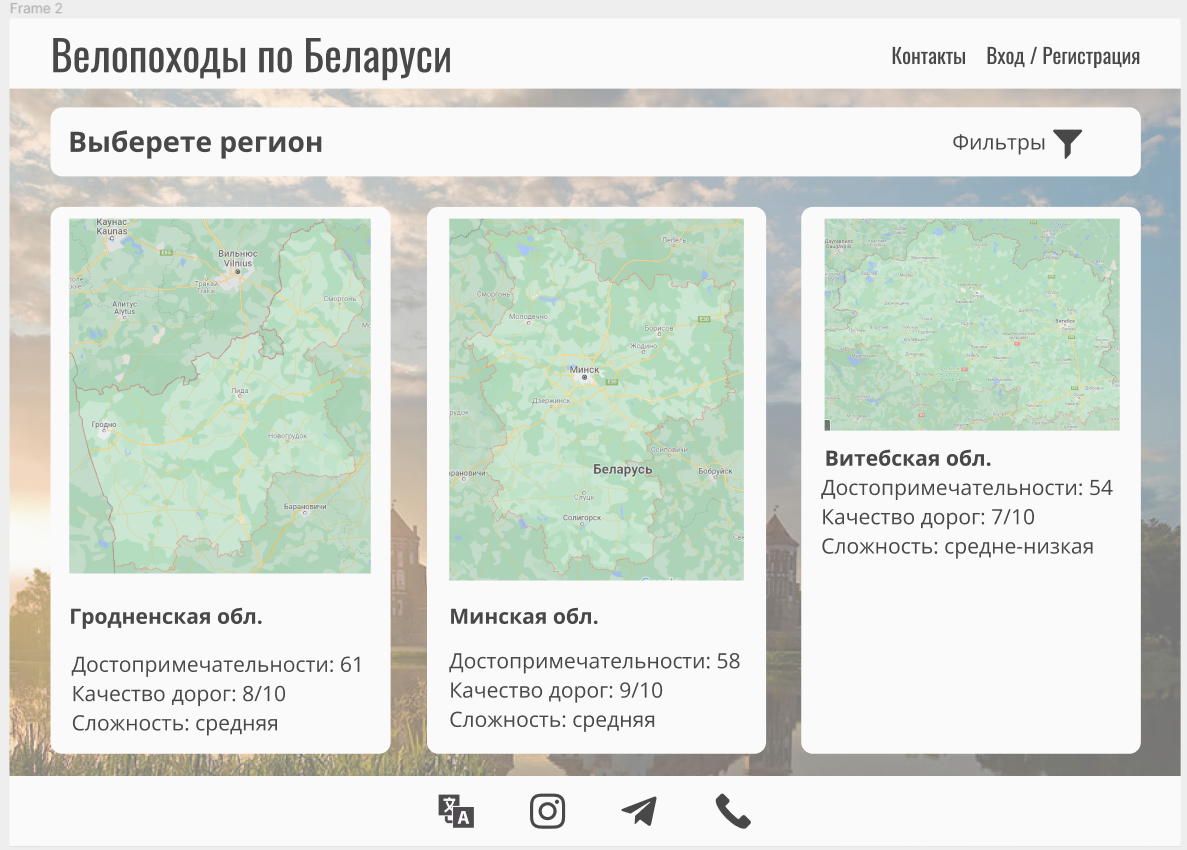 Frame 2
Велопоходы по Беларуси
Контакты
Вход / Регистрация
Выберете регион
Фильтры
Каунас
Kaunas
Вильнюс
Vilnius
Тракай
Алитус
Alytus
Сморгонь
Лида
Гродно
Новогрудок
Барановичи
Гродненская обл.
Достопримечательности: 61
Качество дорог: 8/10
Сложность: средняя
Лепель
Сморгонь
Молодечно
E30
Борисов
Жодино
Минск
E30
Дзержинск
Осиповичи
Беларусь
Бобруйск
Слуцк
Солигорск
Минская обл.
Достопримечательности: 58
Качество дорог: 9/10
Сложность: средняя
Витебская обл.
Достопримечательности: 54
Качество дорог: 7/10
Сложность: средне-низкая